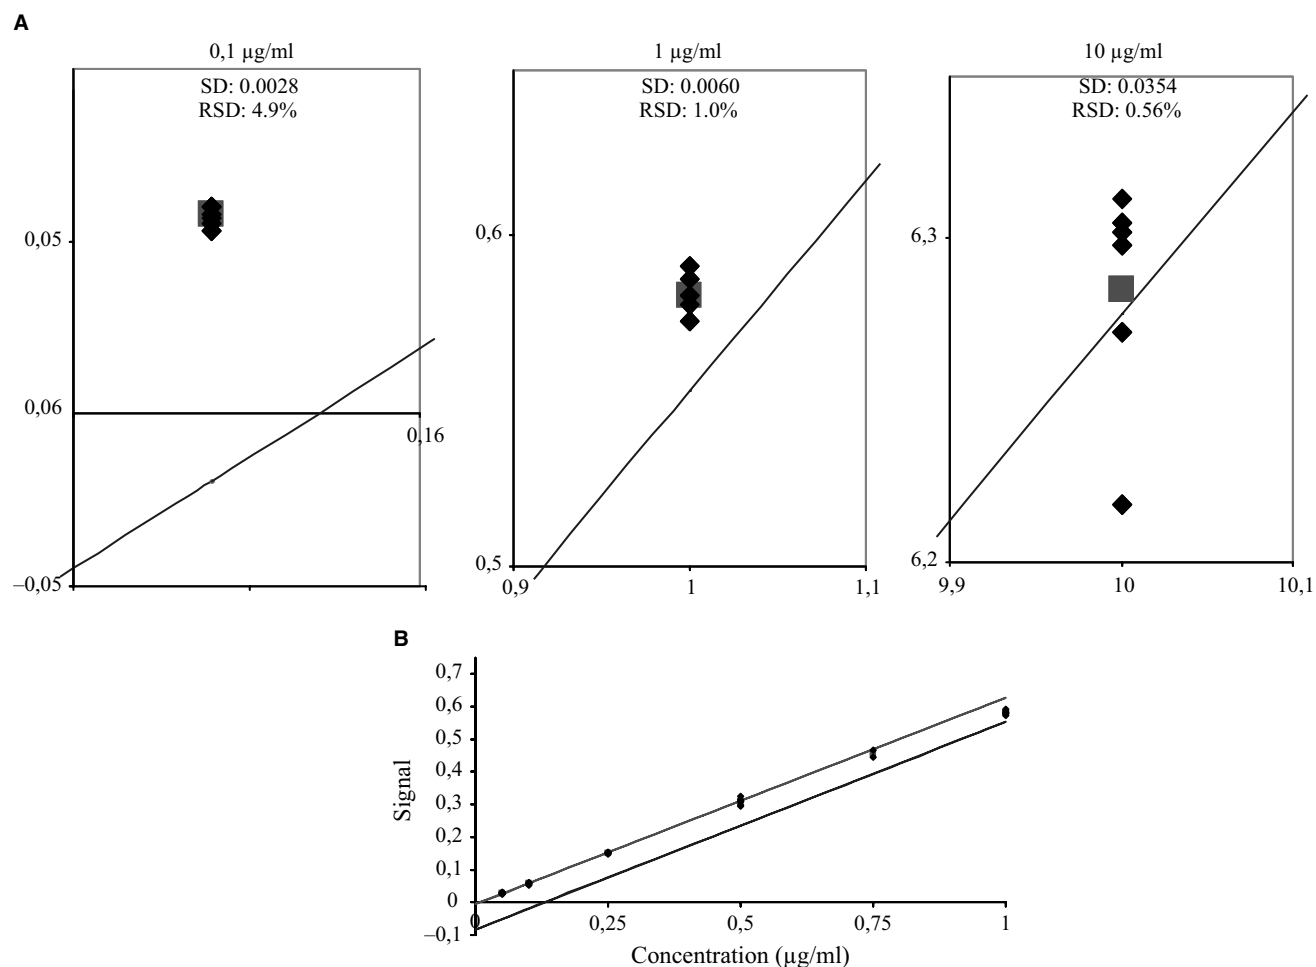 A
0,1 µg/ml
SD: 0.0028
RSD: 4.9%
0,05
0,06
0,16
–0,05
1 µg/ml
SD: 0.0060
RSD: 1.0%
0,6
0,5
0,9
1
1,1
10 µg/ml
SD: 0.0354
RSD: 0.56%
6,3
6,2
9,9
10
10,1
B
0,7
0,6
0,5
0,4
0,3
0,2
0,1
0
–0,1
Signal
0
0,25
0,5
0,75
1
Concentration (µg/ml)